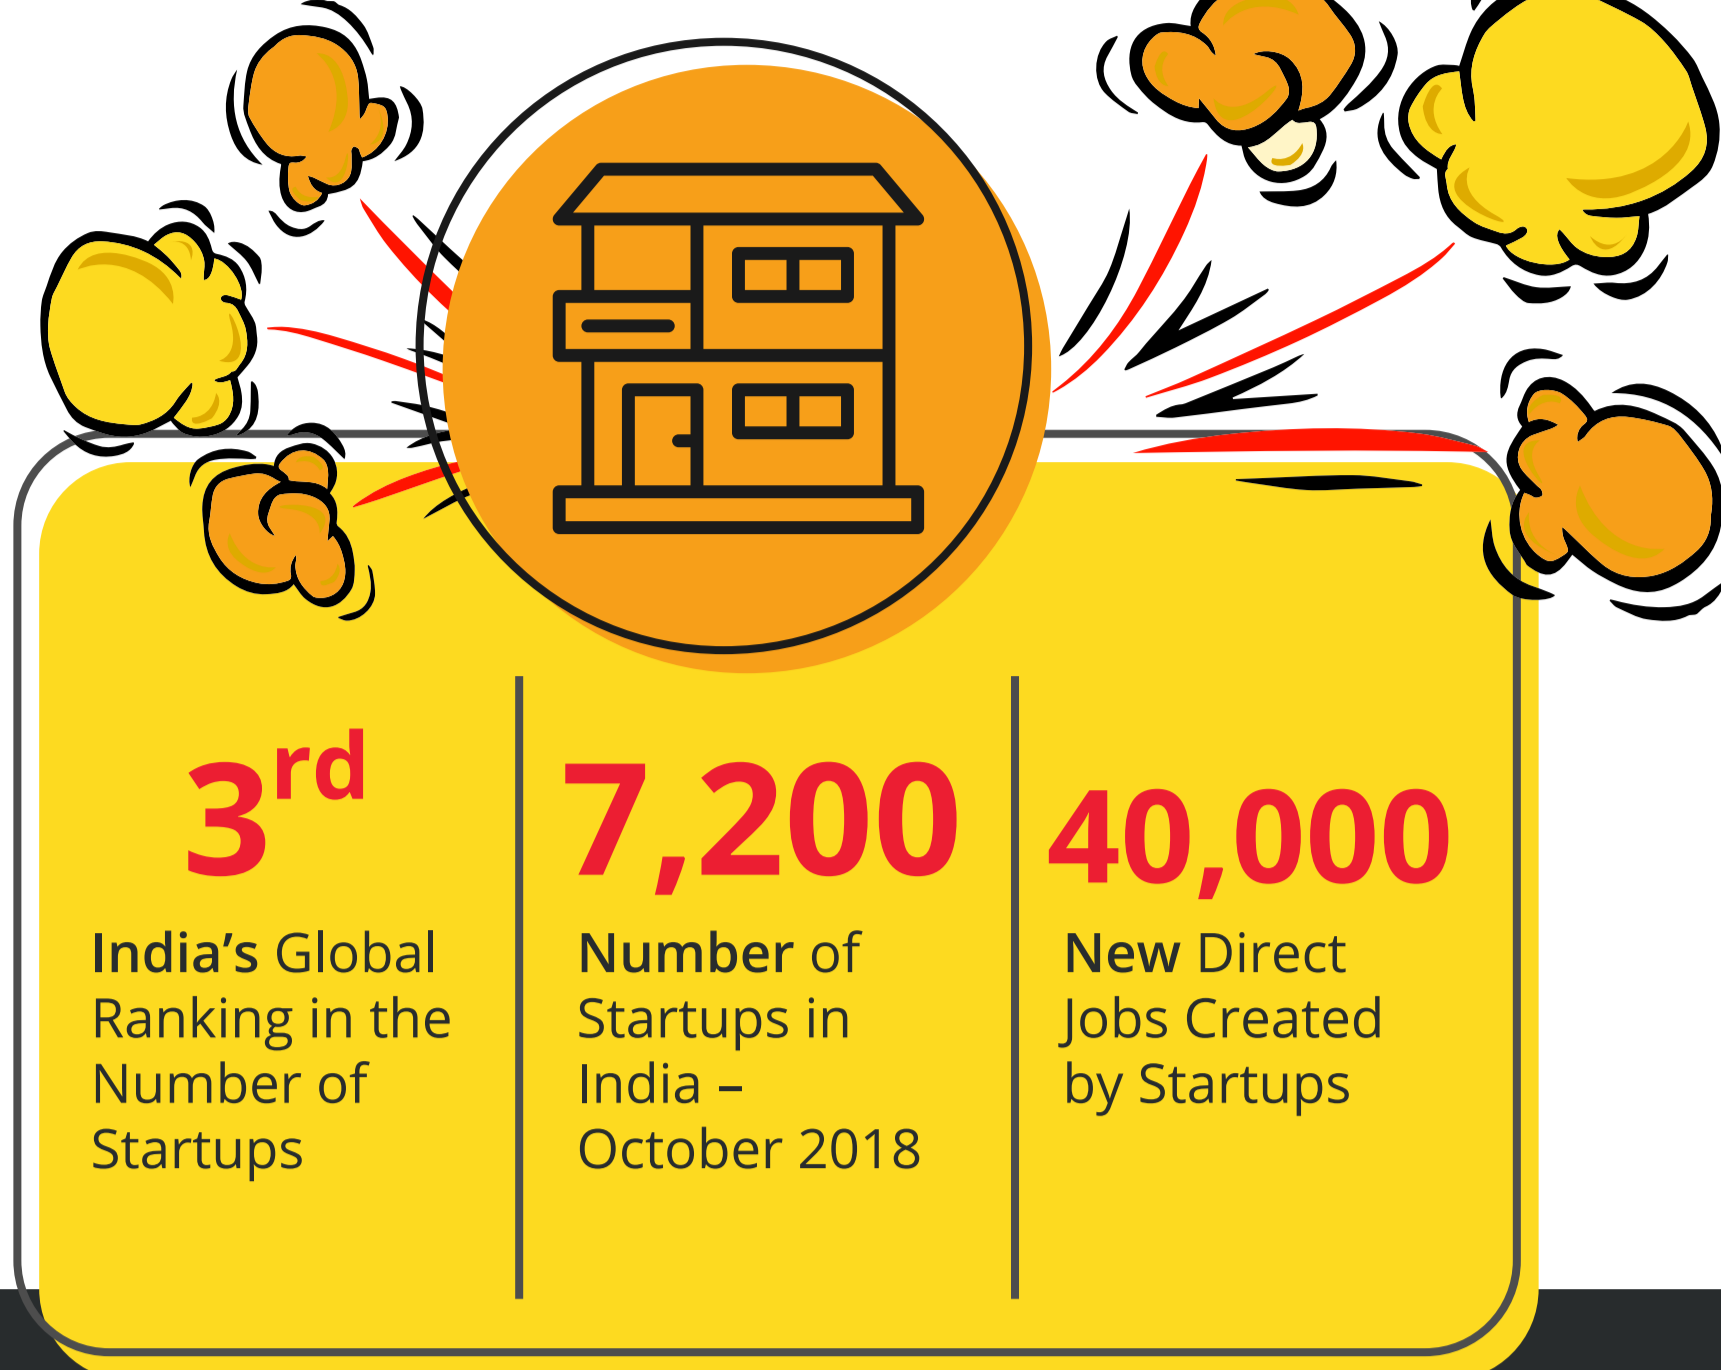 3rd
India’s Global
Ranking in the
Number of
Startups
7,200
Number of
Startups in
India –
October 2018
40,000
New Direct
Jobs Created
by Startups